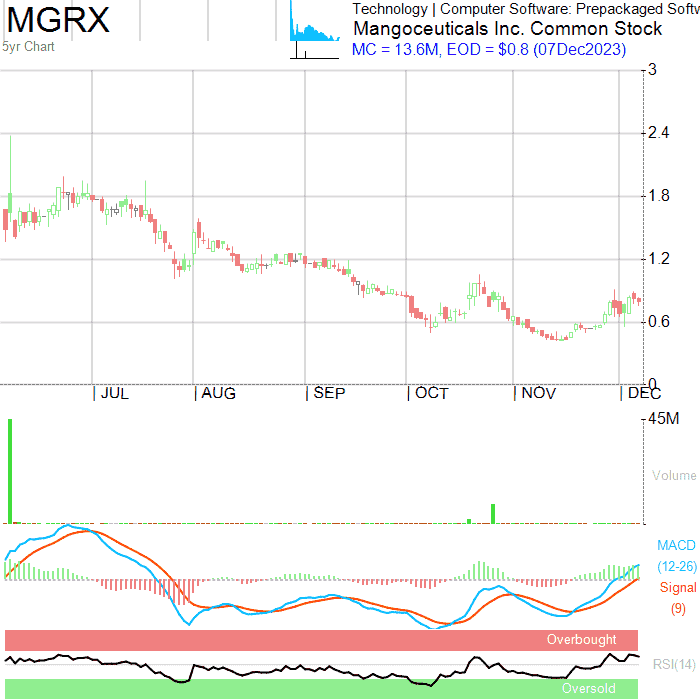 MGRX
5yr Chart
Technology | Computer Software: Prepackaged Softw
Mangoceuticals Inc. Common Stock
MC = 13.6M, EOD = $0.8 (07Dec2023)
3
2.4
1.8
1.2
0.6
0
JUL AUG SEP OCT NOV DEC
45M
Volume
MACD
(12-26)
Signal
(9)
Overbought
RSI(14)
Oversold